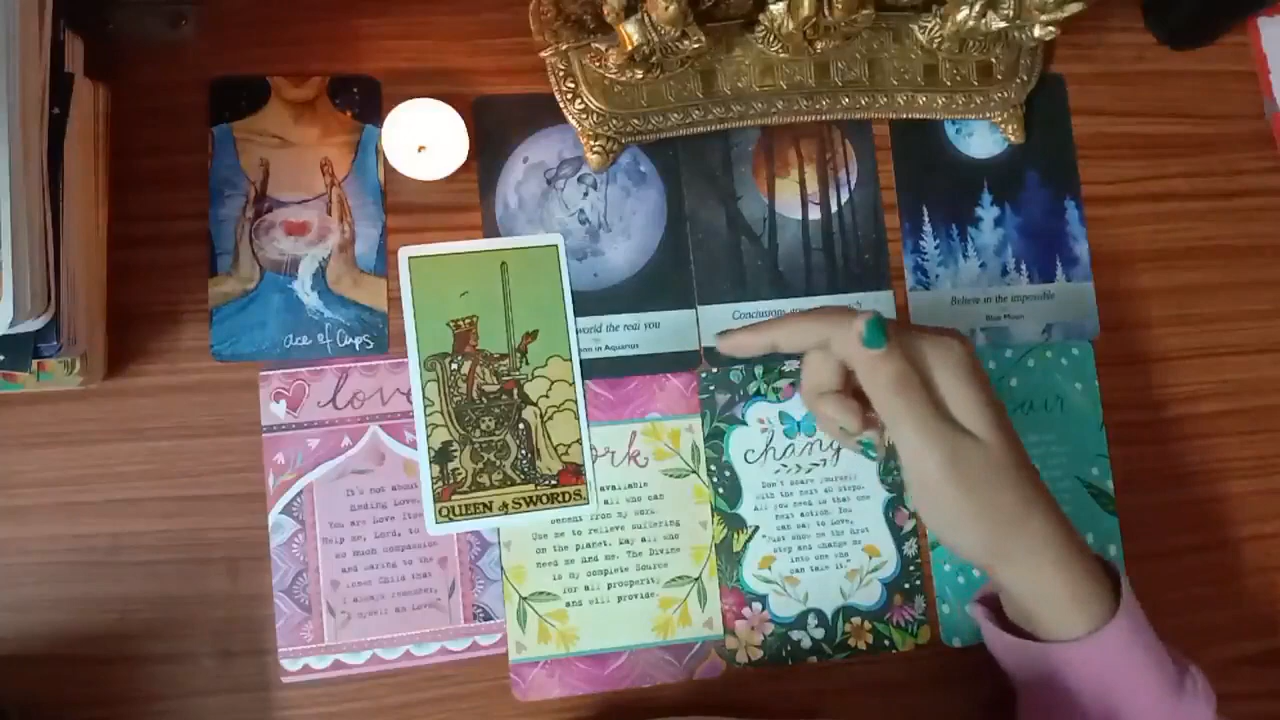 ace of Cups
world the real you
on in Aquarius
Conclusions
Believe in the impossible
Blue Moon
QUEEN of SWORDS.
love
It's not about
finding Love.
You are Love Itse
Help me, Lord, to
so much compassion
and caring to the
inner Child that
I always remember,
myself am Love
ork
available
all who can
benefit from my work.
Use me to relieve suffering
on the planet. May all who
need me find me. The Divine
is my complete Source
for all prosperity
and will provide.
chang
Don't scare yourself
with the next 40 steps.
All you need is that one
next action. You
can say to Love,
"Just show me the first
step and change me
into one who
can take it."